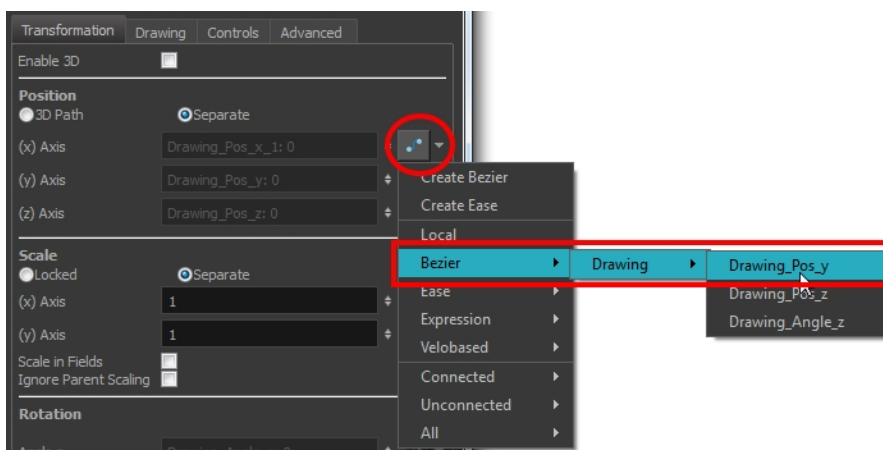 Transformation Drawing Controls Advanced
Enable 3D
Position
3D Path Separate
(x) Axis Drawing_Pos_x_1: 0
(y) Axis Drawing_Pos_y: 0
(z) Axis Drawing_Pos_z: 0
Create Bezier
Create Ease
Local
Scale
Locked Separate
Bezier Drawing Drawing_Pos_y
(x) Axis 1
Ease Drawing_Pos_z
Expression Drawing_Angle_z
(y) Axis 1
Velobased
Scale in Fields
Ignore Parent Scaling
Connected
Unconnected
Rotation
All